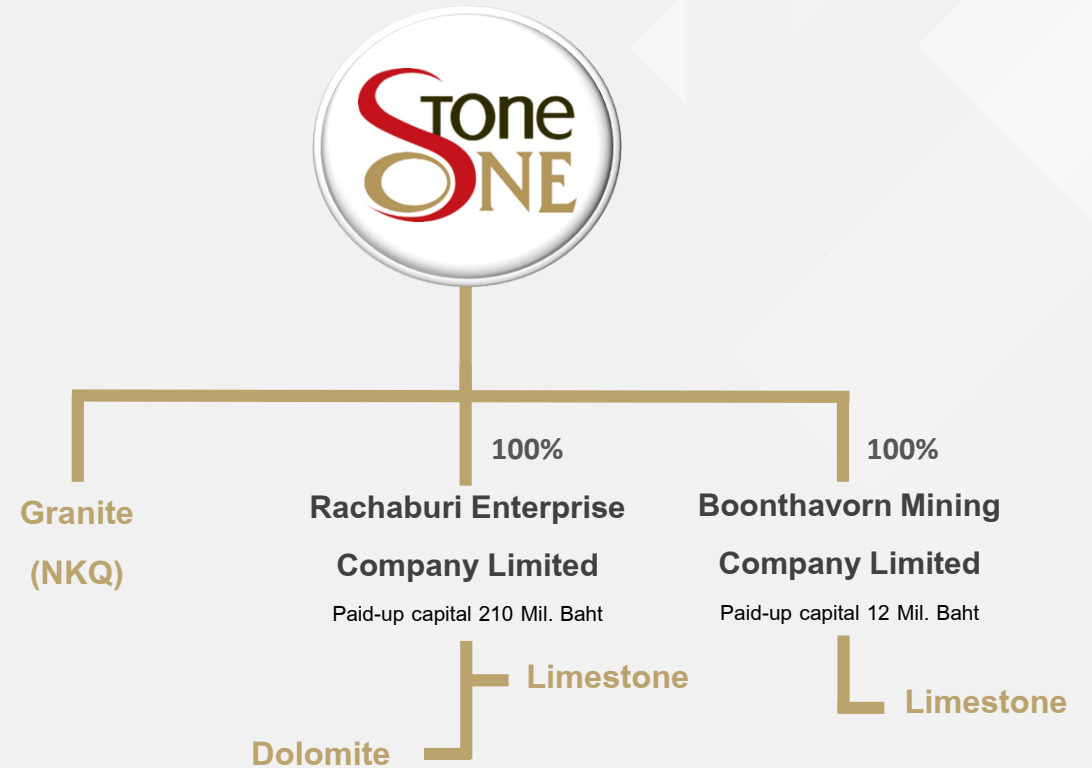 STone
ONE
100%
100%
Granite
(NKQ)
Rachaburi Enterprise
Company Limited
Paid-up capital 210 Mil. Baht
Boonthavorn Mining
Company Limited
Paid-up capital 12 Mil. Baht
Limestone
Dolomite
Limestone